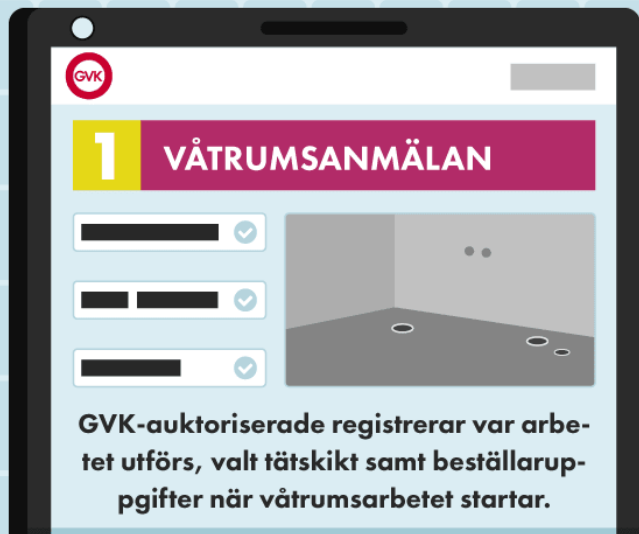 GVK
1 VÅTRUMSANMÄLAN
GVK-auktoriserade registrerar var arbe-
tet utförs, valt tätskikt samt beställarup-
pgifter när våtrumsarbetet startar.